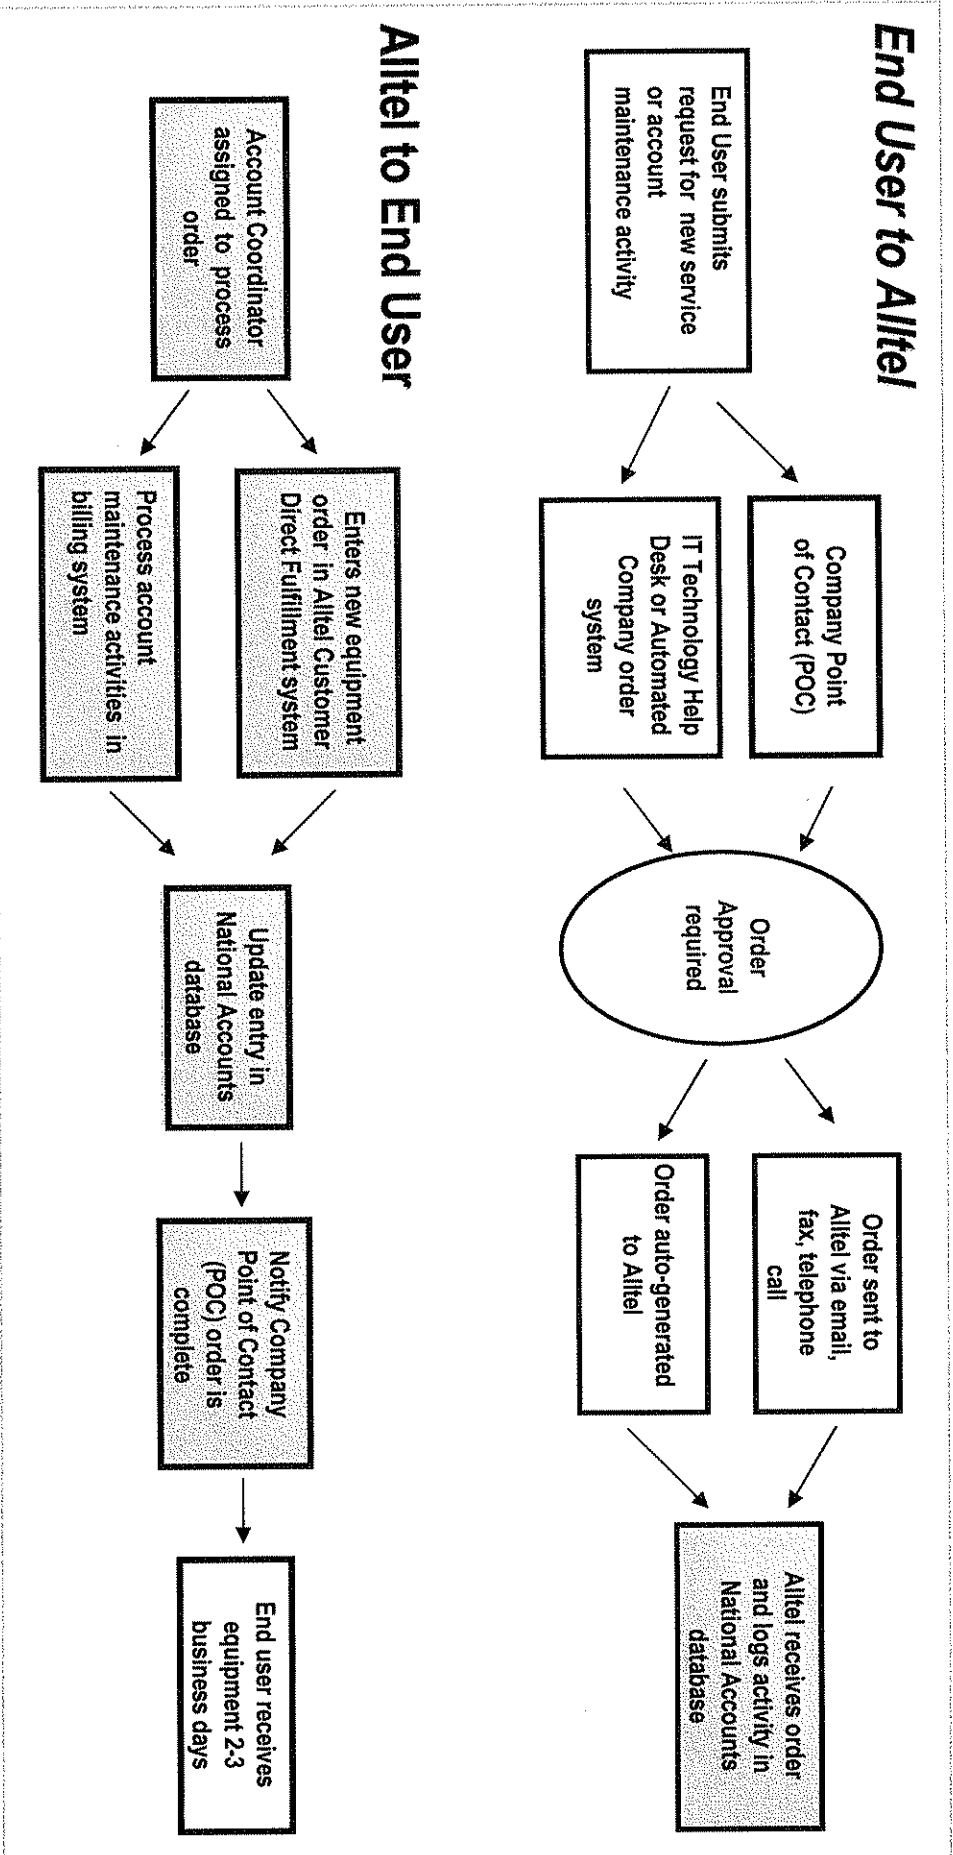 End User to Alltel
End User submits
request for new service
or account
maintenance activity
Company Point
of Contact (POC)
IT Technology Help
Desk or Automated
Company order
system
Order
Approval
required
Order sent to
Alltel via email,
fax, telephone
call
Order auto-generated
to Alltel
Alltel receives order
and logs activity in
National Accounts
database
Alltel to End User
Account Coordinator
assigned to process
order
Enters new equipment
order in Alltel Customer
Direct Fulfillment system
Process account
maintenance activities in
billing system
Update entry in
National Accounts
database
Notify Company
Point of Contact
(POC) order is
complete
End user receives
equipment 2-3
business days